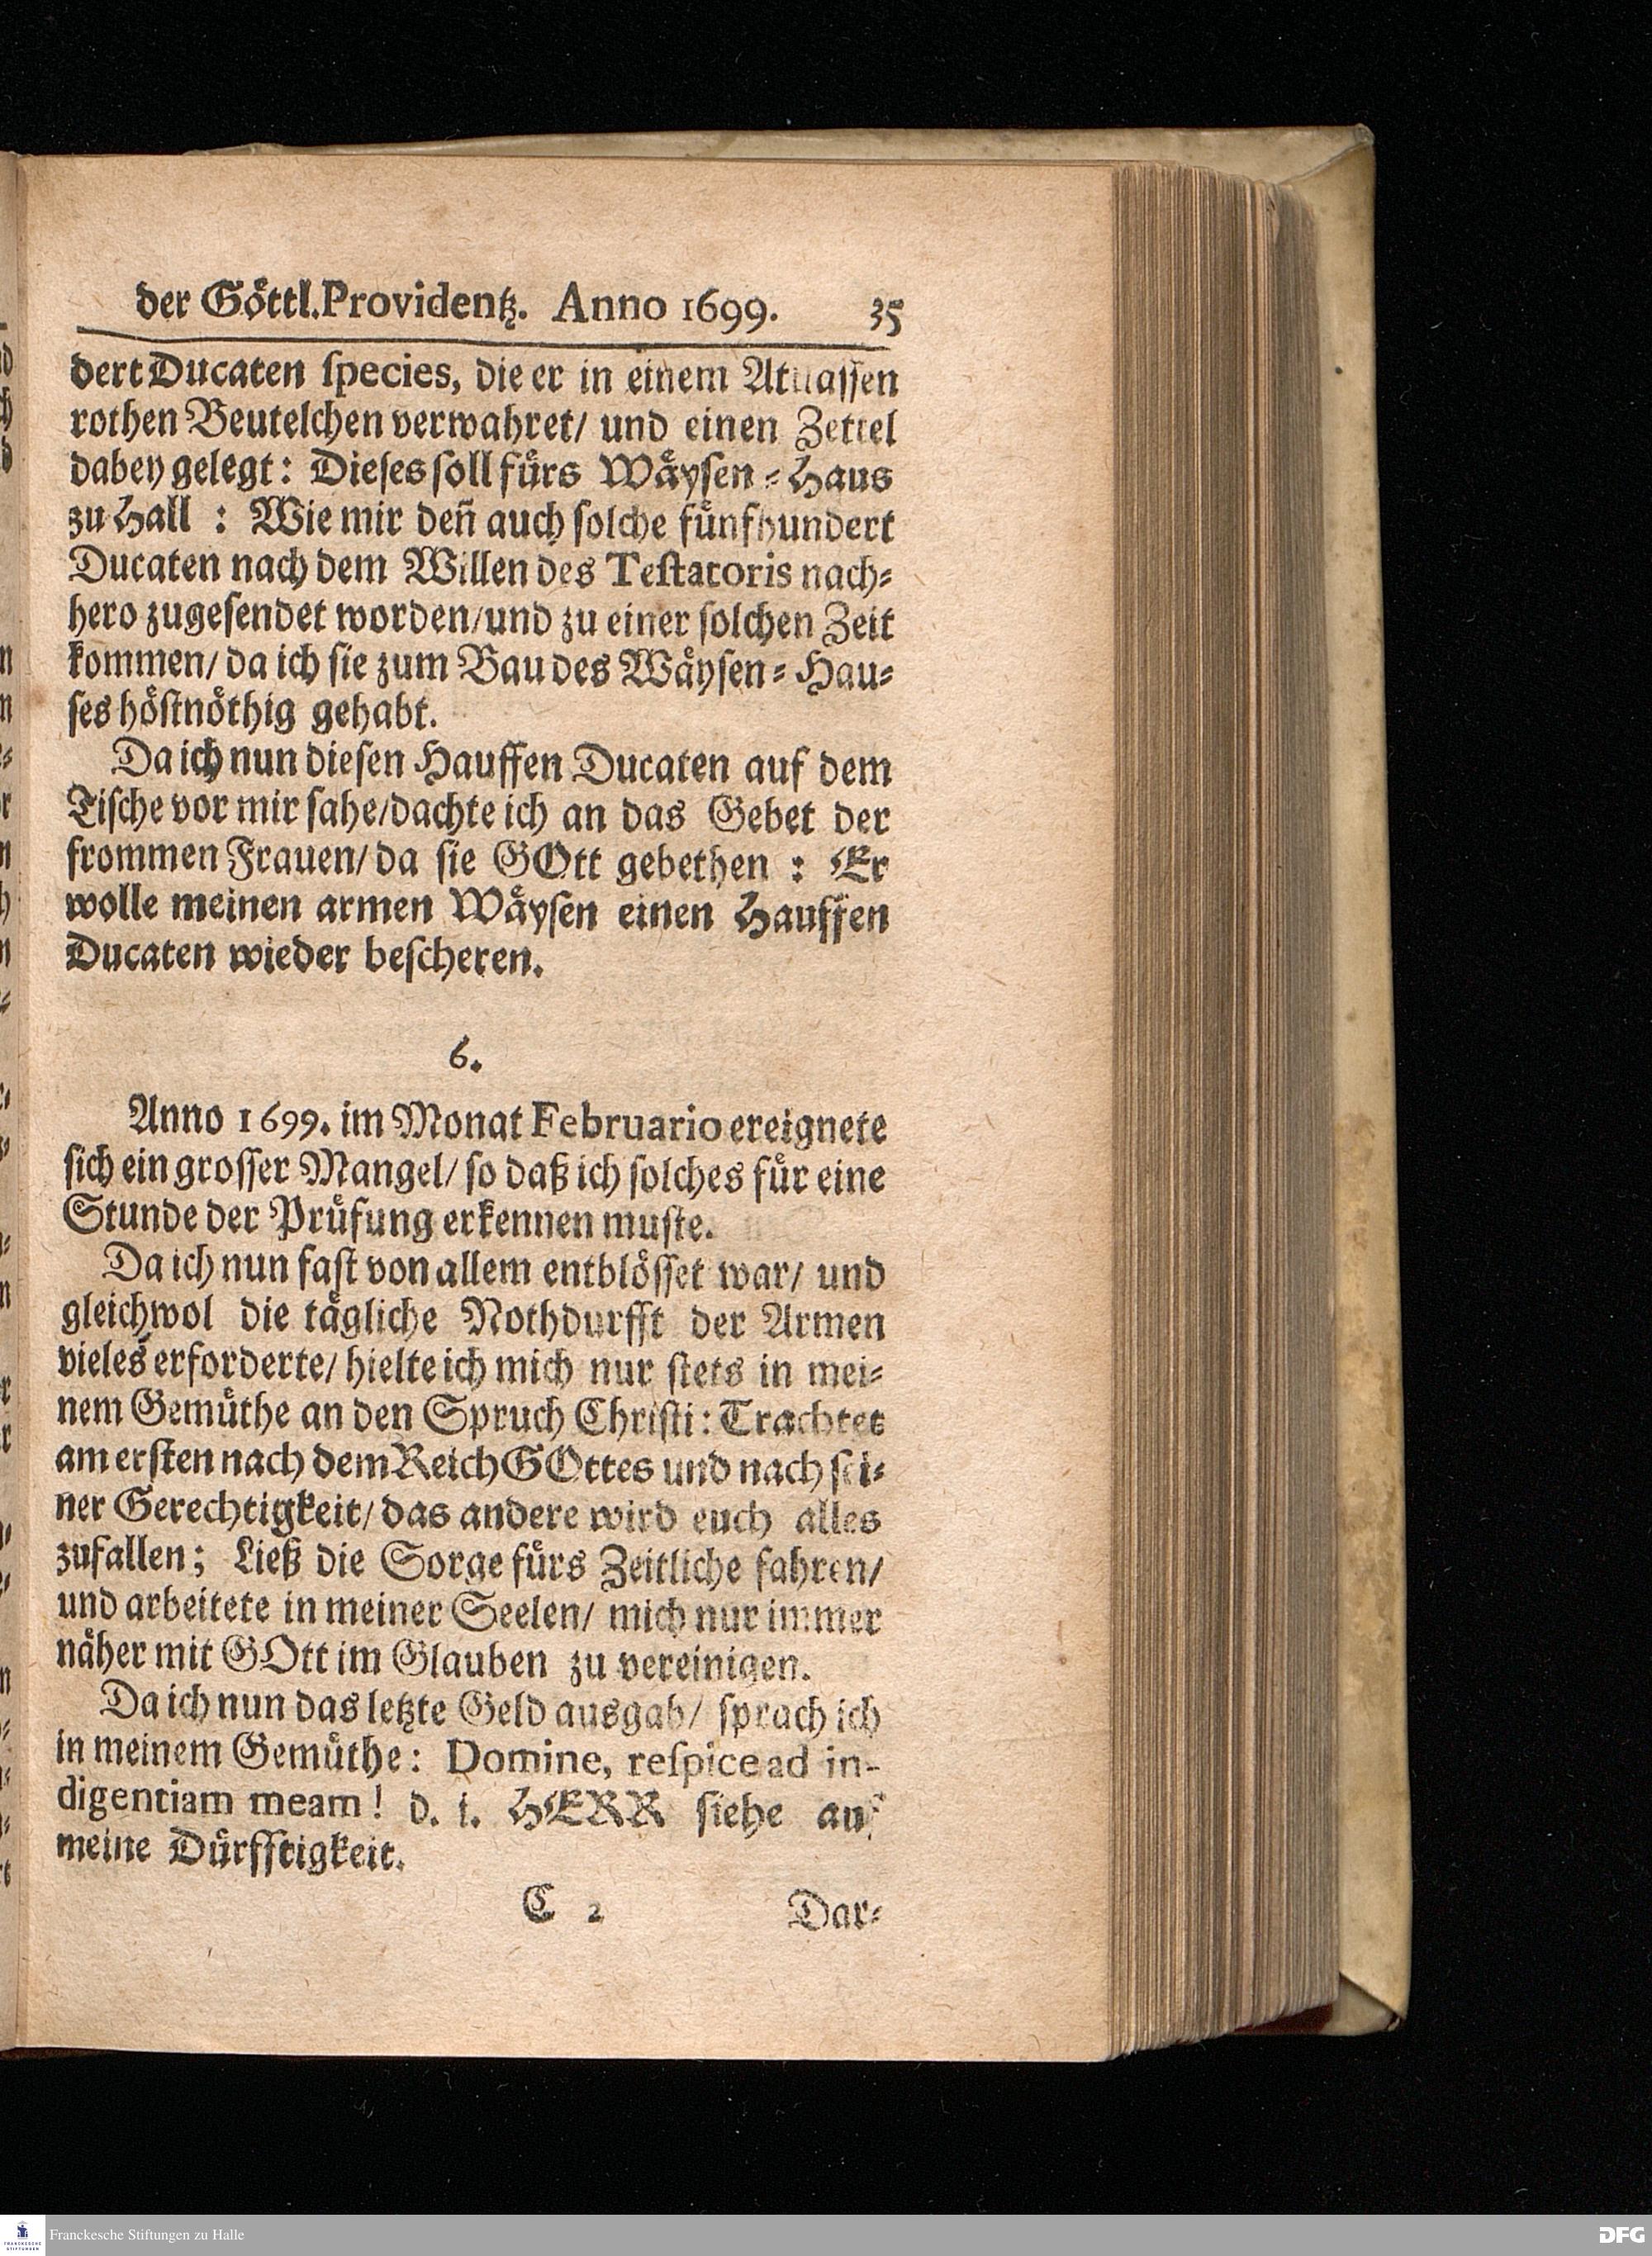 der Göttl. Providentz. Anno 1699. 35
dert Ducaten species, die er in einem Atlassen
rothen Beutelchen verwahret/ und einen Zettel
dabey gelegt: Dieses soll fürs Wäysen-Haus
zu Hall : Wie mir deñ auch solche fünfhundert
Ducaten nach dem Willen des Testatoris nach-
hero zugesendet worden/und zu einer solchen Zeit
kommen/ da ich sie zum Bau des Wäysen-Hau-
ses höstnöthig gehabt.
Da ich nun diesen Hauffen Ducaten auf dem
Tische vor mir sahe/dachte ich an das Gebet der
frommen Frauen/ da sie GOtt gebethen : Er
wolle meinen armen Wäysen einen Hauffen
Ducaten wieder bescheren.
6.
Anno 1699. im Monat Februario ereignete
sich ein grosser Mangel/ so daß ich solches für eine
Stunde der Prüfung erkennen muste.
Da ich nun fast von allem entblösset war/ und
gleichwol die tägliche Nothdurfft der Armen
vieles erforderte/ hielte ich mich nur stets in mei-
nem Gemüthe an den Spruch Christi: Trachtet
am ersten nach dem Reich GOttes und nach sei-
ner Gerechtigkeit/ das andere wird euch alles
zufallen; Ließ die Sorge fürs Zeitliche fahren/
und arbeitete in meiner Seelen/ mich nur immer
näher mit GOtt im Glauben zu vereinigen.
Da ich nun das letzte Geld ausgab/ sprach ich
in meinem Gemüthe: Domine, respice ad in-
digentiam meam! d. i. HERR siehe auf
meine Dürfftigkeit.
C 2 Dar-
Franckesche Stiftungen zu Halle
DFG